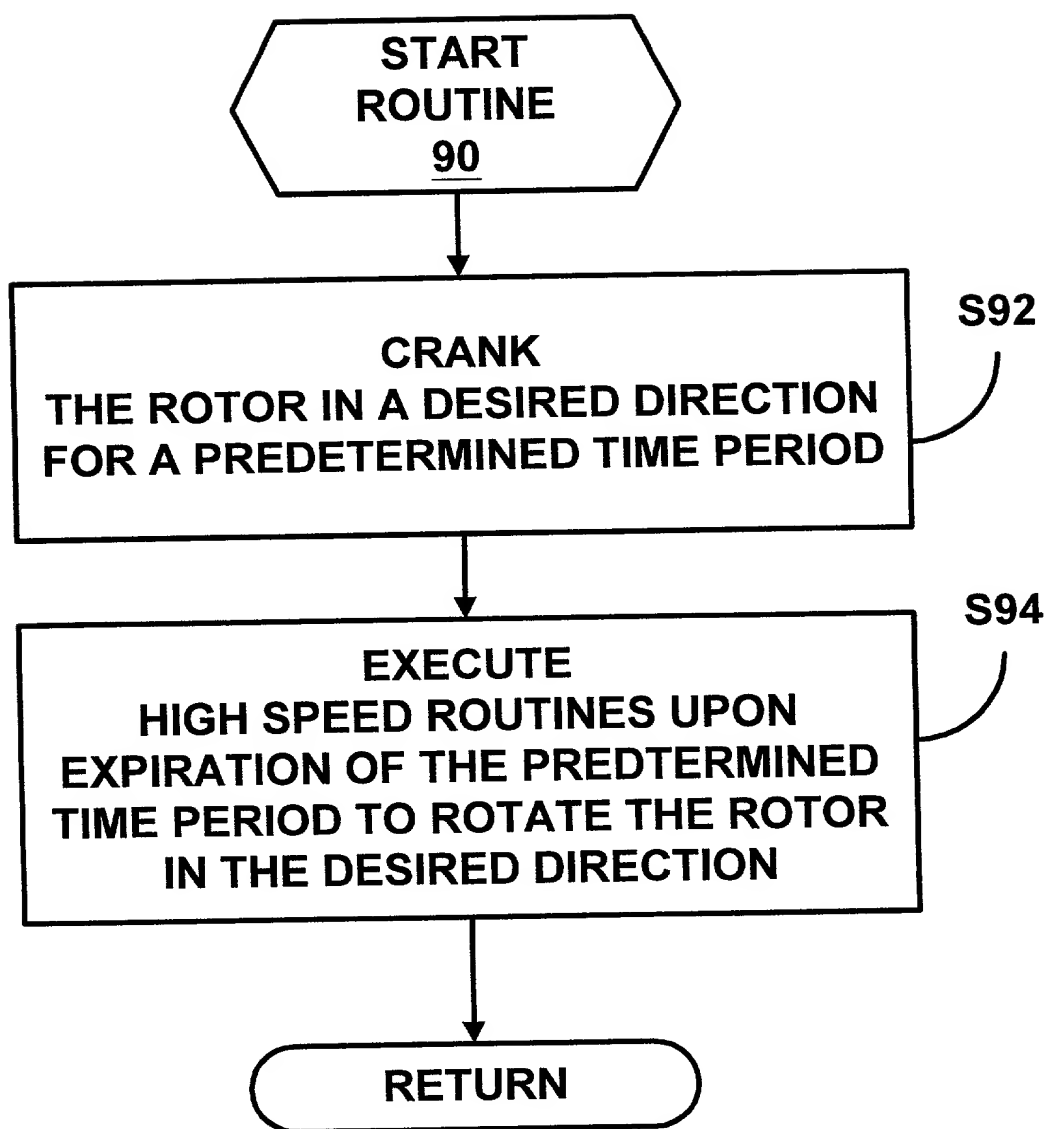 START
ROUTINE
90
S92
CRANK
THE ROTOR IN A DESIRED DIRECTION
FOR A PREDETERMINED TIME PERIOD
S94
EXECUTE
HIGH SPEED ROUTINES UPON
EXPIRATION OF THE PREDTERMINED
TIME PERIOD TO ROTATE THE ROTOR
IN THE DESIRED DIRECTION
RETURN